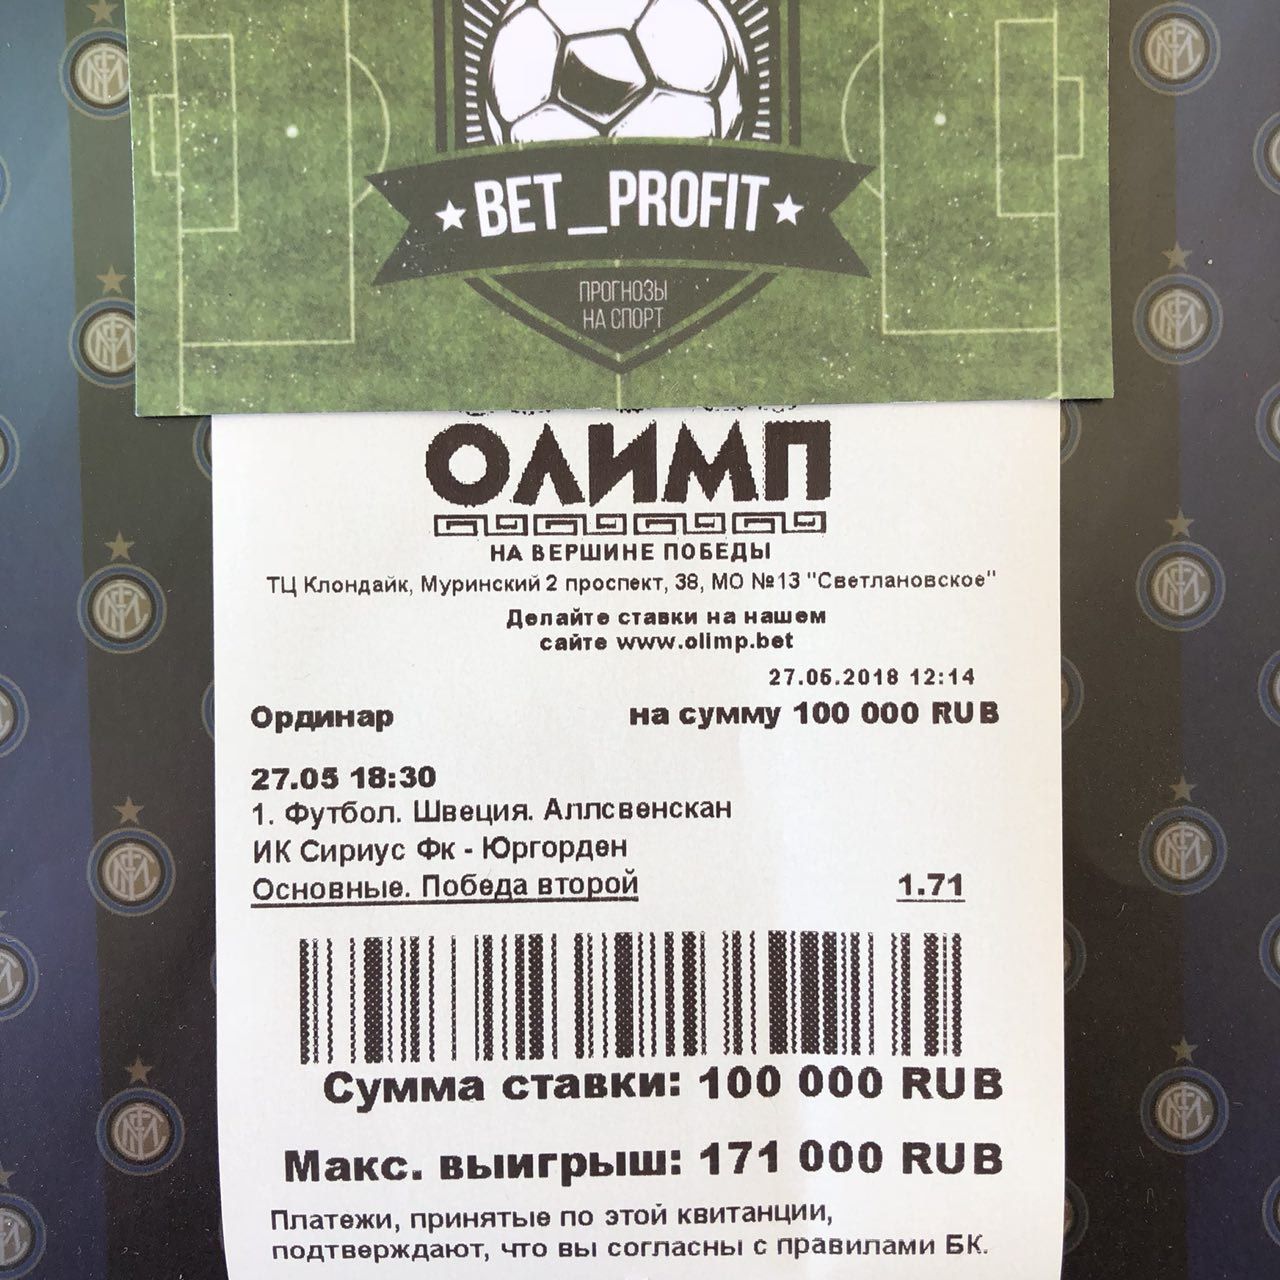 BET_PROFIT
ПРОГНОЗЫ
НА СПОРТ
ОЛИМП
НА ВЕРШИНЕ ПОБЕДЫ
ТЦ Клондайк, Муринский 2 проспект, 38, МО №13 "Светлановское"
Делайте ставки на нашем
сайте www.olimp.bet
27.05.2018 12:14
Ординар на сумму 100 000 RUB
27.05 18:30
1. Футбол. Швеция. Аллсвенскан
ИК Сириус Фк - Юргорден
Основные. Победа второй 1.71
Сумма ставки: 100 000 RUB
Макс. выигрыш: 171 000 RUB
Платежи, принятые по этой квитанции,
подтверждают, что вы согласны с правилами БК.